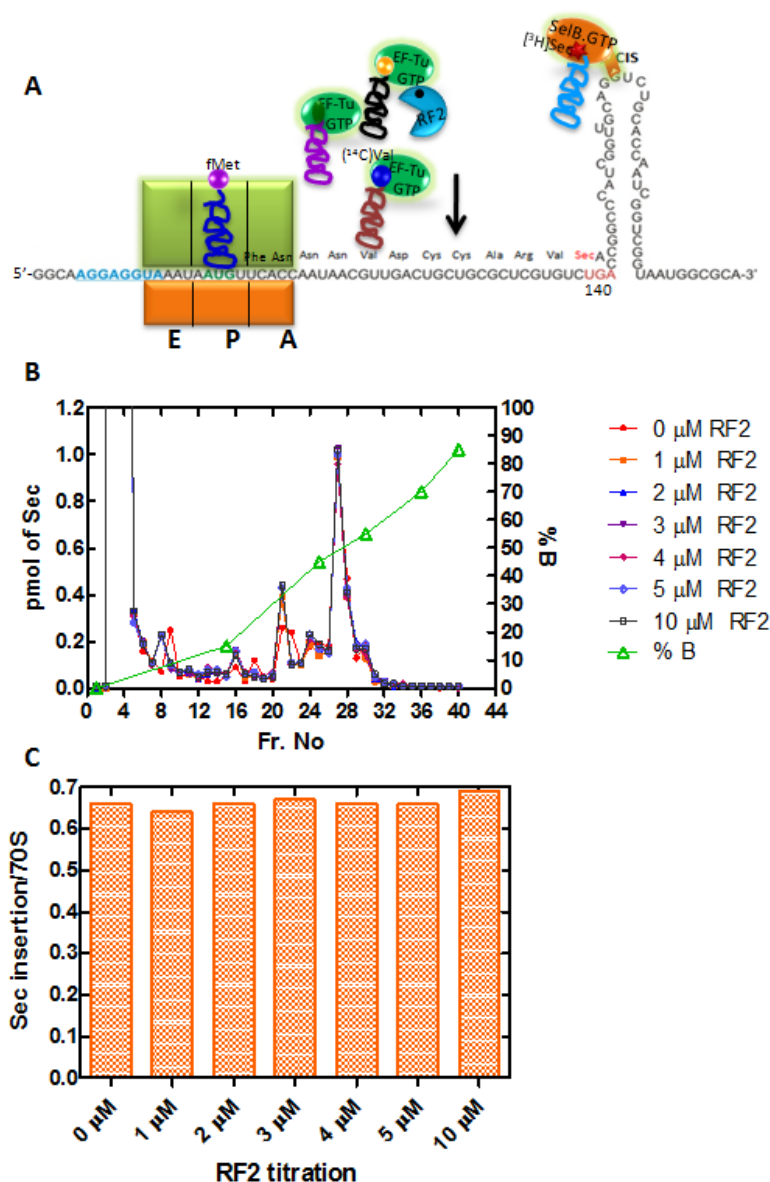 A
SelB.GTP
[³H]Sec
CIS
EF-Tu
GTP
RF2
EF-Tu
GTP
(¹⁴C)Val
EF-Tu
GTP
fMet
Phe Asn Asn Asn Val Asp Cys Cys Ala Arg Val Sec
5'-GGCAAGGAGGUAAAUAAUGUUCACCAAUAACGUUGACUGCUGCGCUCGUGUCUGA
UAAUGGCGCA-3'
140
E P A
B
1.2
1.0
0.8
0.6
0.4
0.2
0.0
pmol of Sec
100
90
80
70
60
50
40
30
20
10
0
% B
0 4 8 12 16 20 24 28 32 36 40 44
Fr. No
0 μM RF2
1 μM RF2
2 μM RF2
3 μM RF2
4 μM RF2
5 μM RF2
10 μM RF2
% B
C
0.7
0.6
0.5
0.4
0.3
0.2
0.1
0.0
Sec insertion/70S
0 μM 1 μM 2 μM 3 μM 4 μM 5 μM 10 μM
RF2 titration